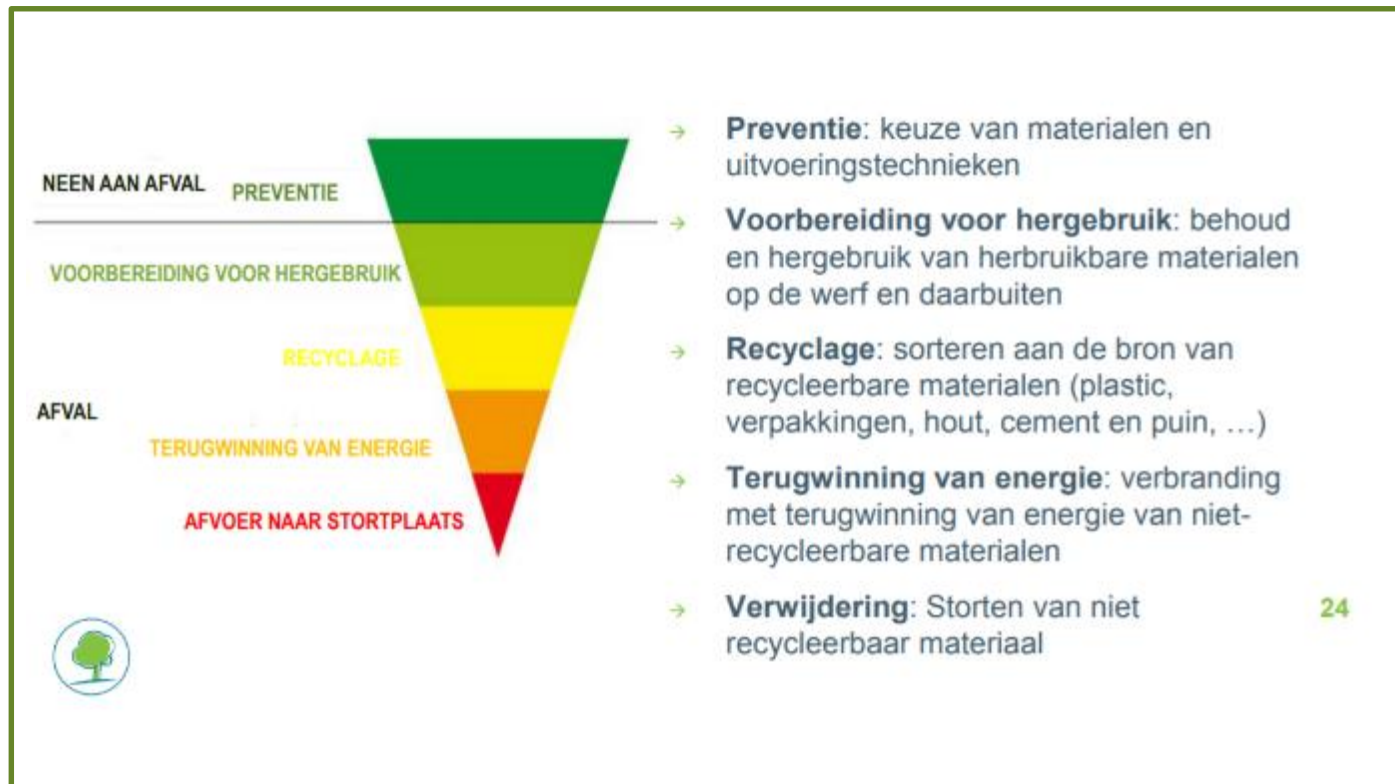 NEEN AAN AFVAL PREVENTIE
VOORBEREIDING VOOR HERGEBRUIK
RECYCLAGE
AFVAL
TERUGWINNING VAN ENERGIE
AFVOER NAAR STORTPLAATS
→ Preventie: keuze van materialen en
uitvoeringstechnieken
→ Voorbereiding voor hergebruik: behoud
en hergebruik van herbruikbare materialen
op de werf en daarbuiten
→ Recyclage: sorteren aan de bron van
recycleerbare materialen (plastic,
verpakkingen, hout, cement en puin, …)
→ Terugwinning van energie: verbranding
met terugwinning van energie van niet-
recycleerbare materialen
→ Verwijdering: Storten van niet
recycleerbaar materiaal
24